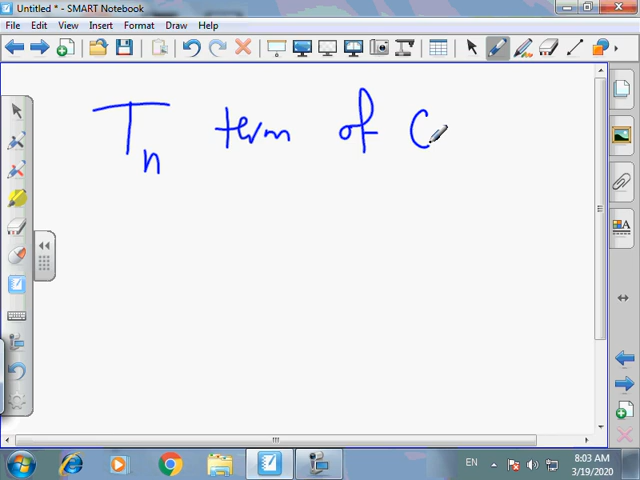 Untitled * - SMART Notebook
File Edit View Insert Format Draw Help
Tn term of C
EN 8:03 AM
3/19/2020